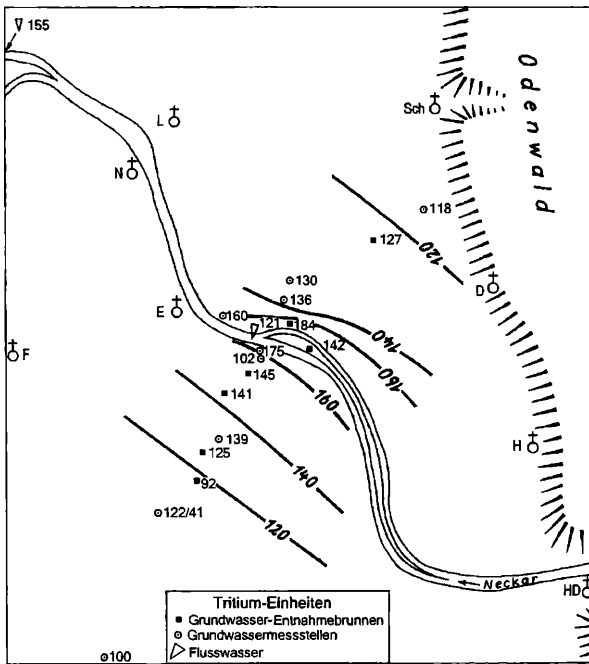 155
Odenwald
L
Sch
N
118
127
120
D
130
136
E
160
121
184
140
F
175
142
160
102
145
160
141
H
139
125
140
92
122/41
120
Neckar
HD
Tritium-Einheiten
Grundwasser-Entnahmebrunnen
Grundwassermessstellen
Flusswasser
100